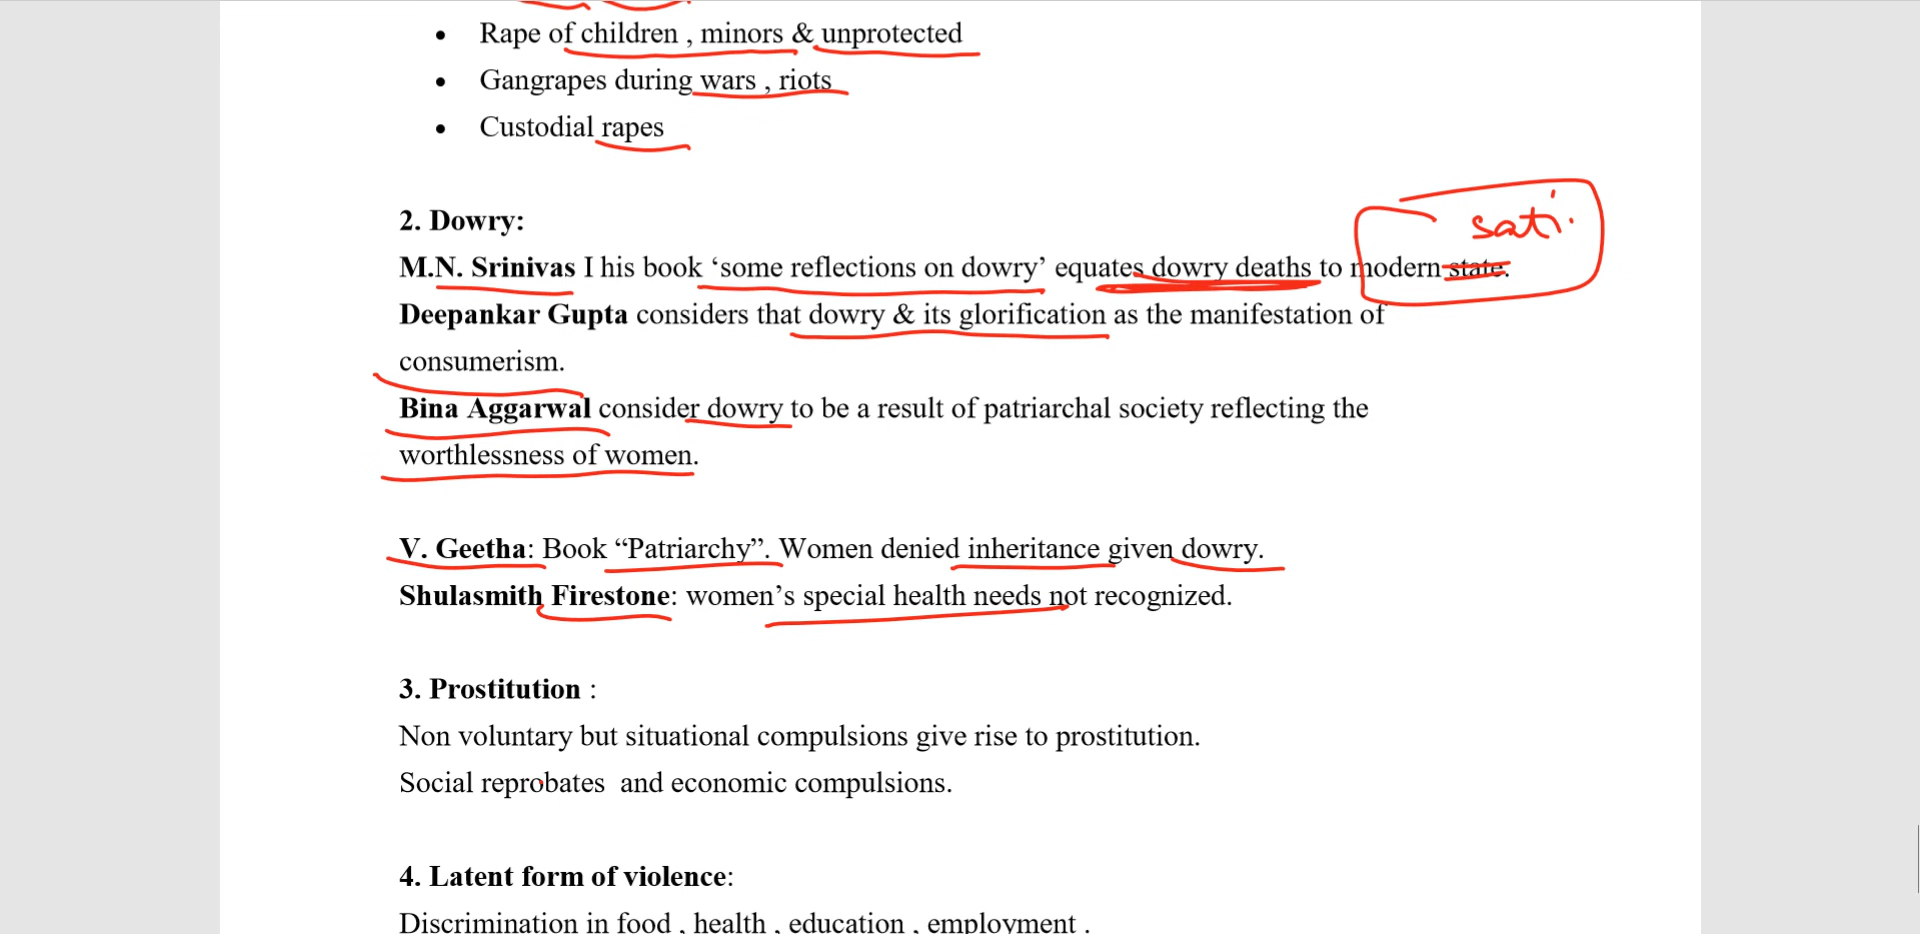 • Rape of children , minors & unprotected
• Gangrapes during wars , riots
• Custodial rapes
2. Dowry:
sati.
M.N. Srinivas I his book ‘some reflections on dowry’ equates dowry deaths to modern state.
Deepankar Gupta considers that dowry & its glorification as the manifestation of
consumerism.
Bina Aggarwal consider dowry to be a result of patriarchal society reflecting the
worthlessness of women.
V. Geetha: Book “Patriarchy”. Women denied inheritance given dowry.
Shulasmith Firestone: women’s special health needs not recognized.
3. Prostitution :
Non voluntary but situational compulsions give rise to prostitution.
Social reprobates and economic compulsions.
4. Latent form of violence:
Discrimination in food , health , education , employment .